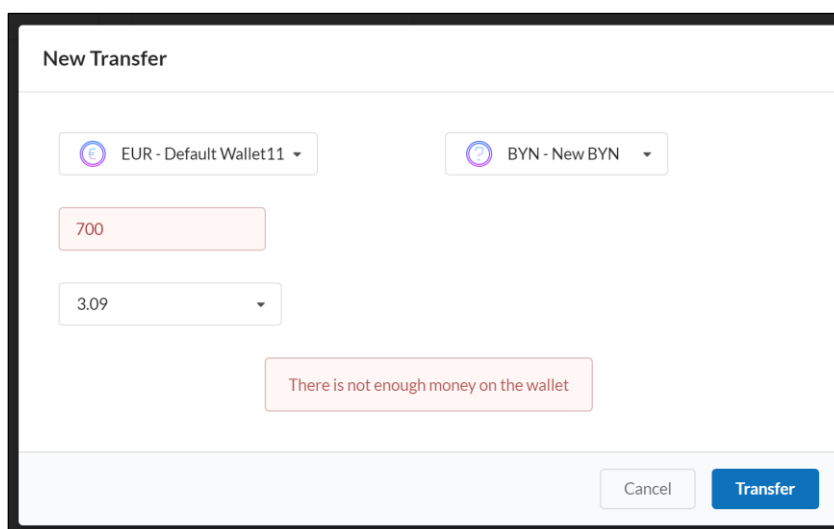 New Transfer
€ EUR - Default Wallet11
? BYN - New BYN
700
3.09
There is not enough money on the wallet
Cancel
Transfer